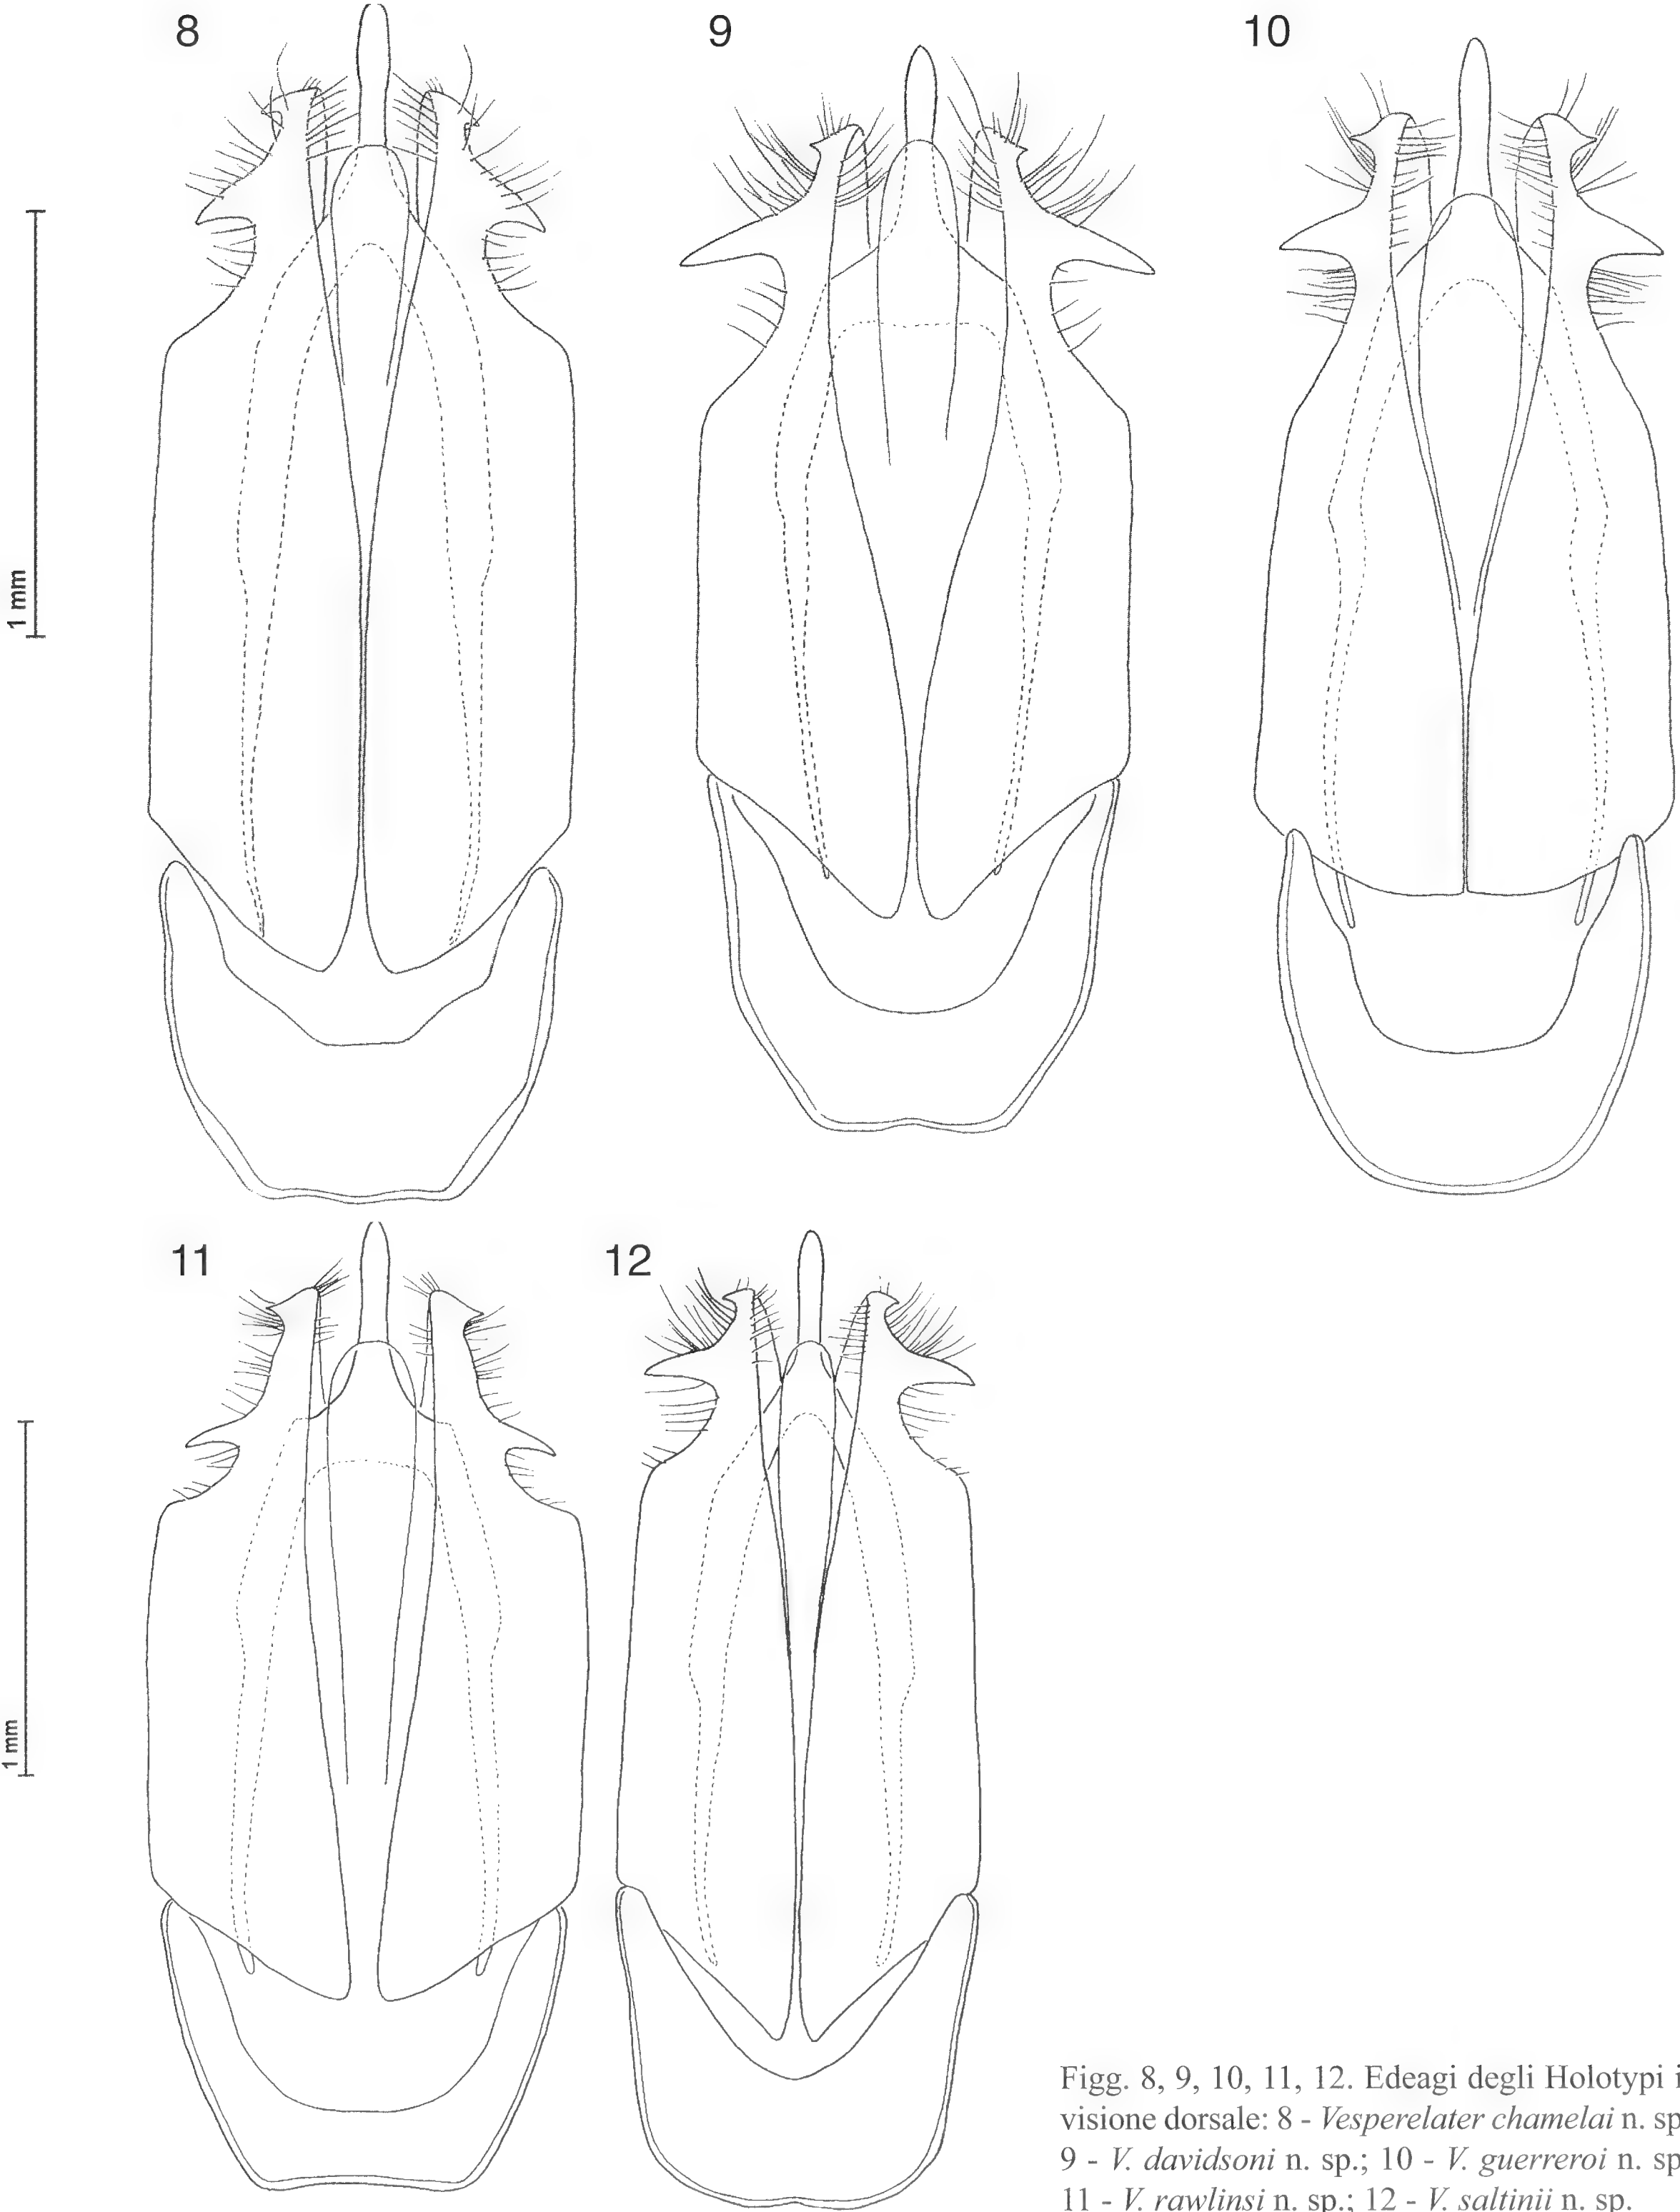 8
9
10
1 mm
11
12
1 mm
Figg. 8, 9, 10, 11, 12. Edeagi degli Holotypi
visione dorsale: 8 - Vesperelater chamelai n. sp
9 - V. davidsoni n. sp.; 10 - V. guerreroi n. sp
11 - V. rawlinsi n. sp.; 12 - V. saltinii n. sp.